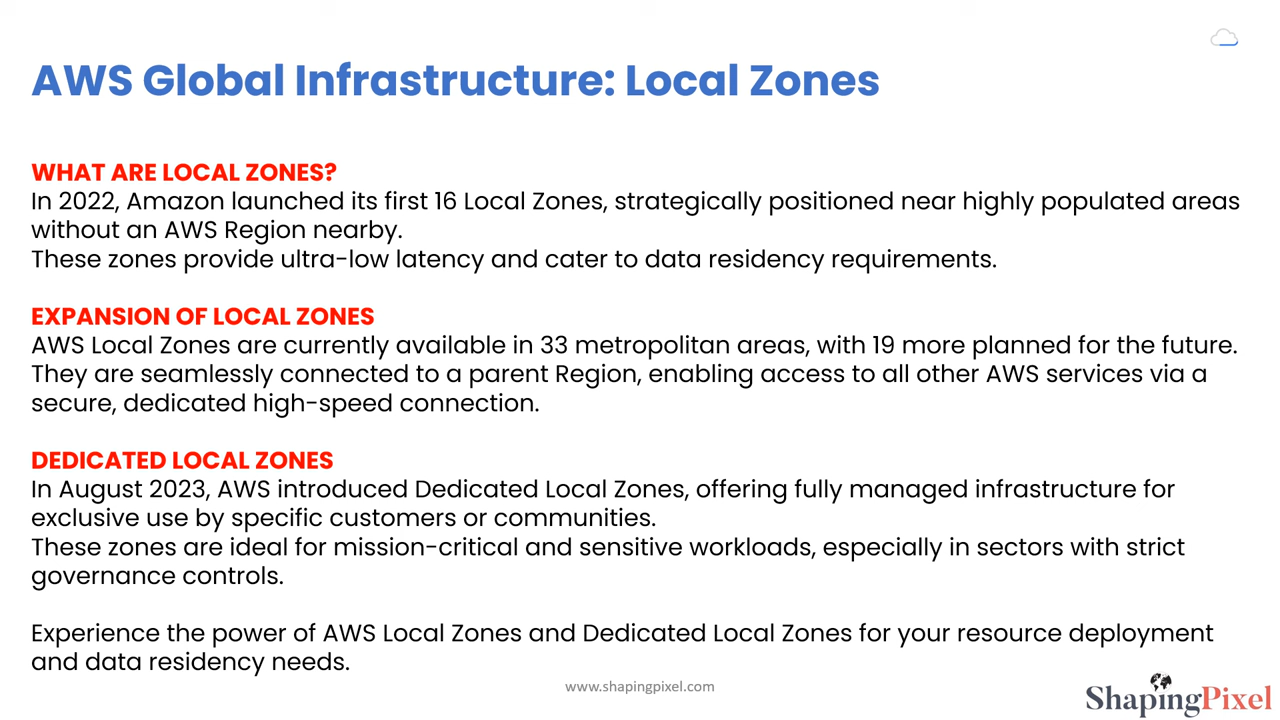 AWS Global Infrastructure: Local Zones
WHAT ARE LOCAL ZONES?
In 2022, Amazon launched its first 16 Local Zones, strategically positioned near highly populated areas
without an AWS Region nearby.
These zones provide ultra-low latency and cater to data residency requirements.
EXPANSION OF LOCAL ZONES
AWS Local Zones are currently available in 33 metropolitan areas, with 19 more planned for the future.
They are seamlessly connected to a parent Region, enabling access to all other AWS services via a
secure, dedicated high-speed connection.
DEDICATED LOCAL ZONES
In August 2023, AWS introduced Dedicated Local Zones, offering fully managed infrastructure for
exclusive use by specific customers or communities.
These zones are ideal for mission-critical and sensitive workloads, especially in sectors with strict
governance controls.
Experience the power of AWS Local Zones and Dedicated Local Zones for your resource deployment
and data residency needs.
www.shapingpixel.com
ShapingPixel